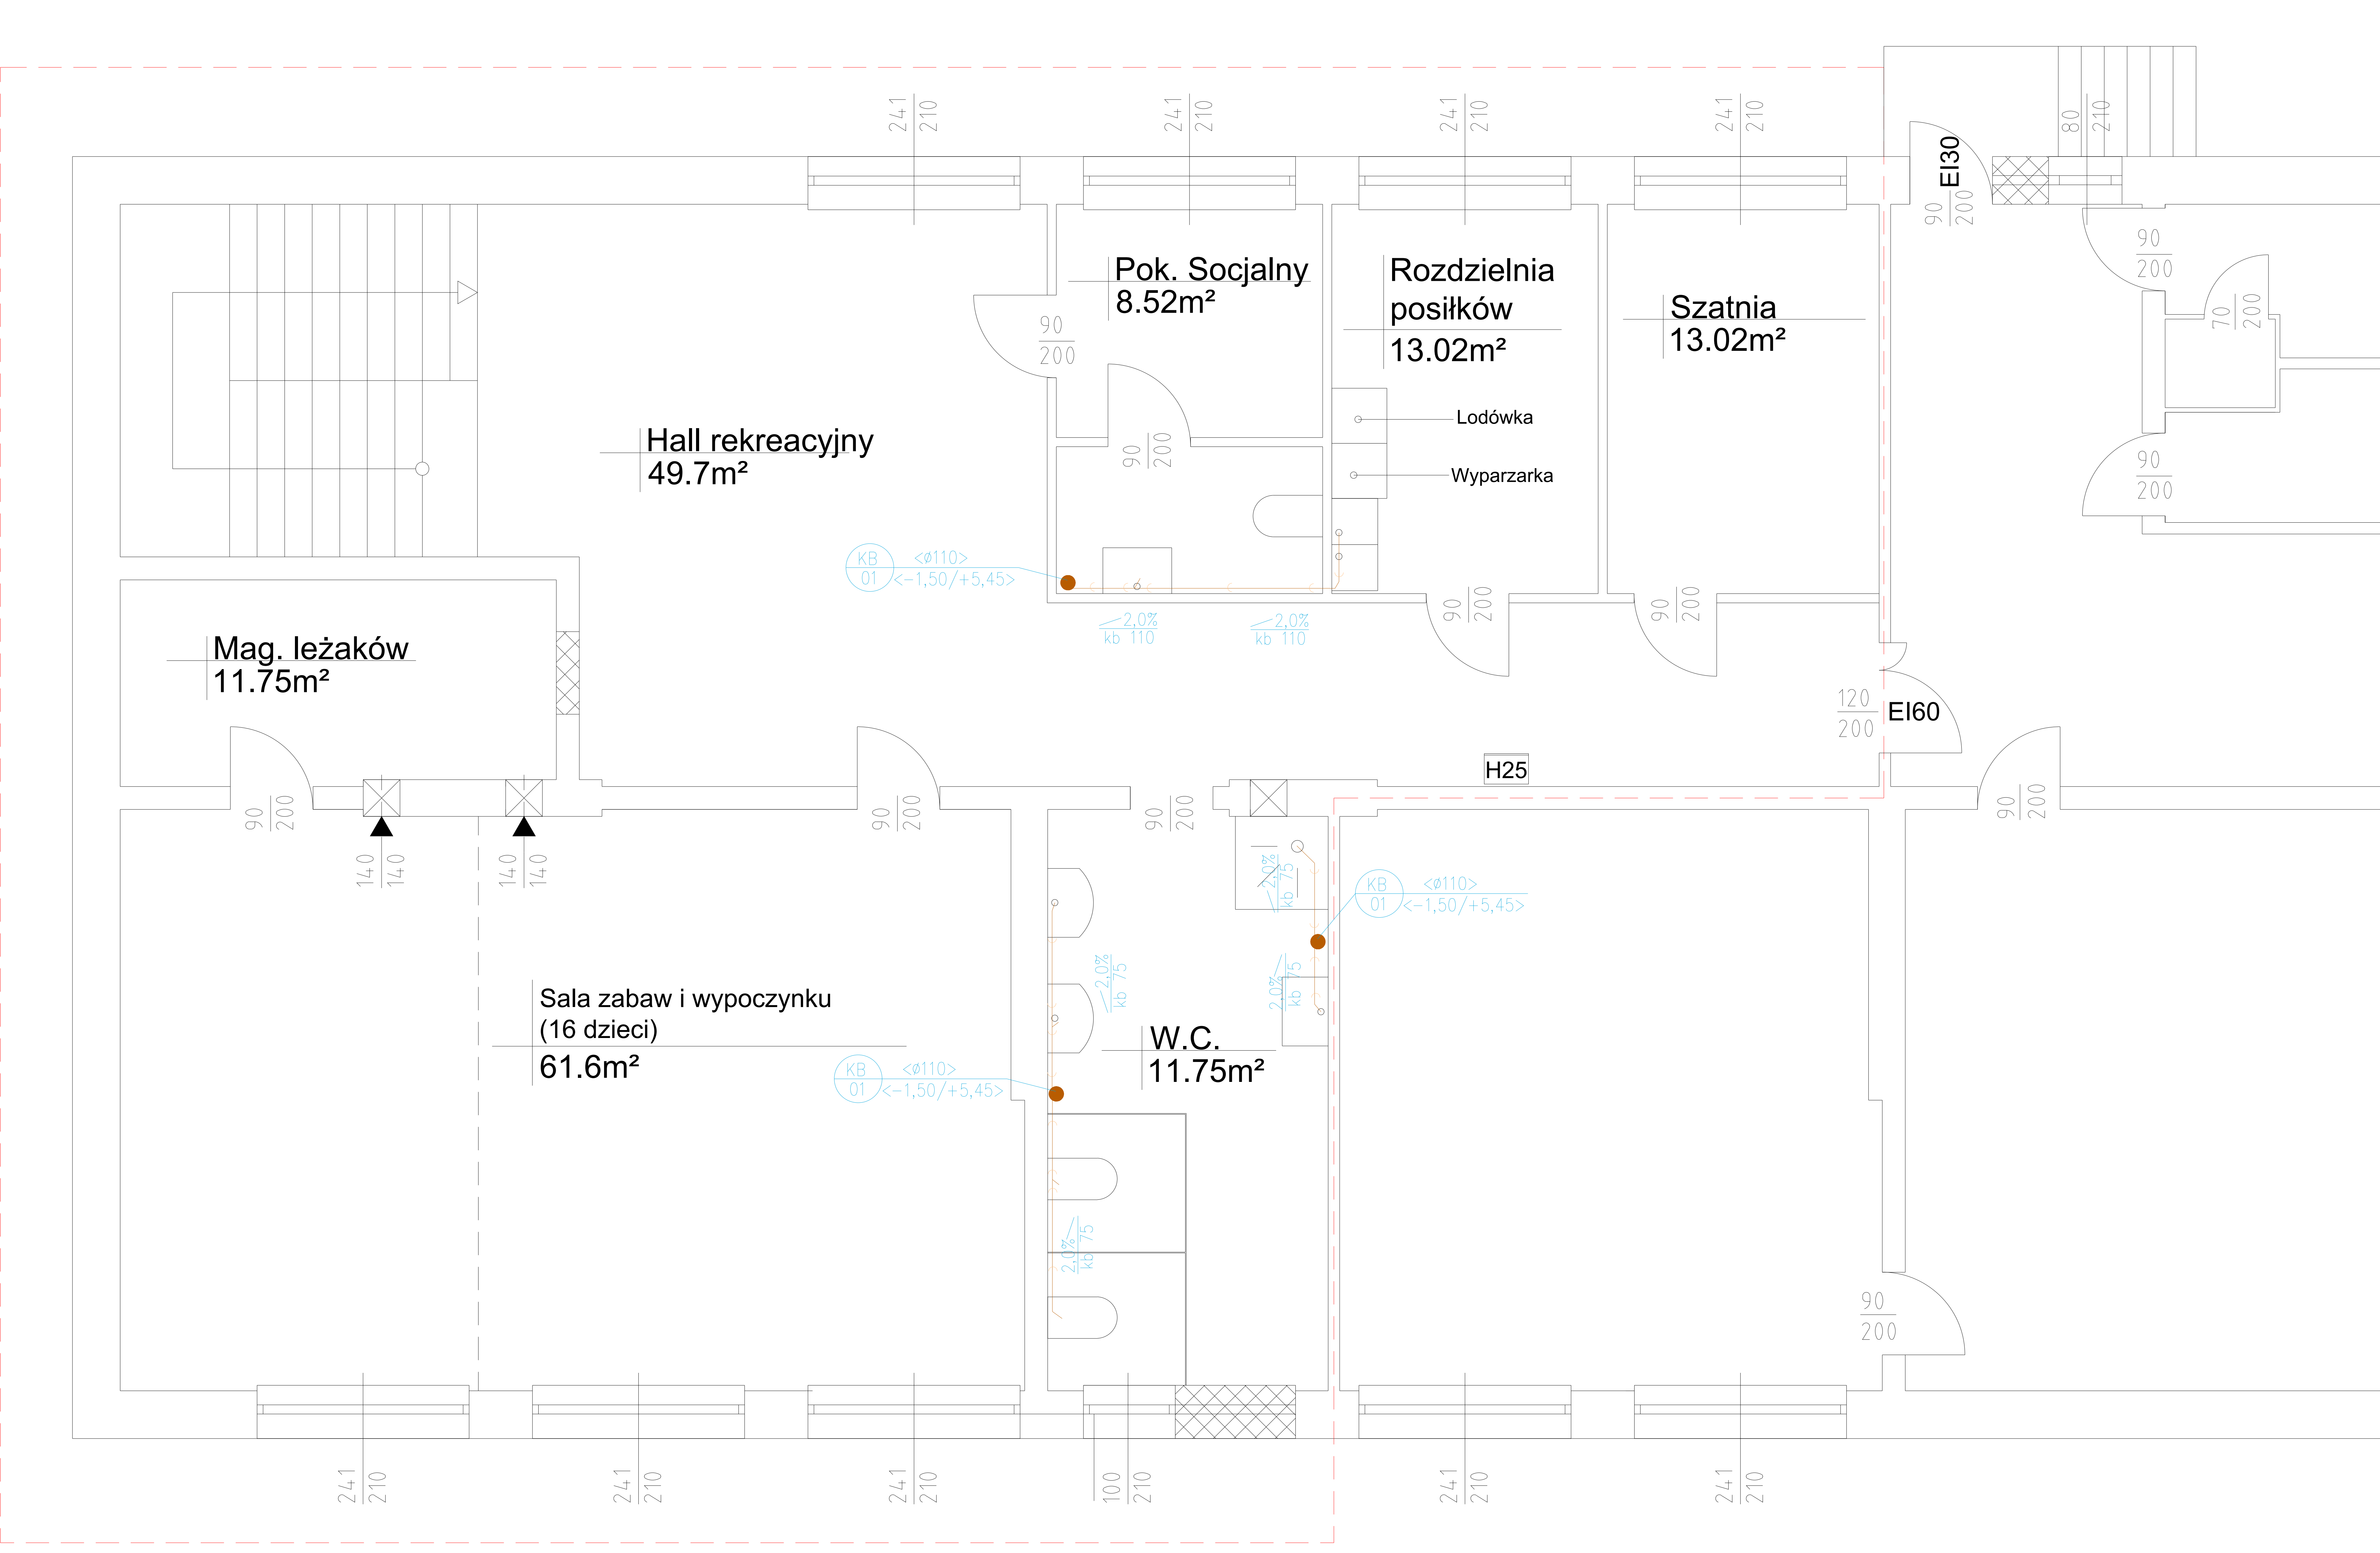 241
210
241
210
241
210
241
210
80
210
EI30
90
200
90
200
70
200
90
200
Pok. Socjalny
8.52m²
90
200
90
200
Rozdzielnia
posiłków
13.02m²
Lodówka
Wyparzarka
Szatnia
13.02m²
Hall rekreacyjny
49.7m²
KB
01
<ø110>
<-1,50/+5,45>
2,0%
kb 110
2,0%
kb 110
90
200
90
200
Mag. leżaków
11.75m²
120
200
EI60
H25
90
200
90
200
90
200
90
200
140
140
140
140
2,0%
kb 75
KB
01
<ø110>
<-1,50/+5,45>
2,0%
kb 75
2,0%
kb 75
Sala zabaw i wypoczynku
(16 dzieci)
61.6m²
W.C.
11.75m²
KB
01
<ø110>
<-1,50/+5,45>
2,0%
kb 75
90
200
241
210
241
210
241
210
100
210
241
210
241
210